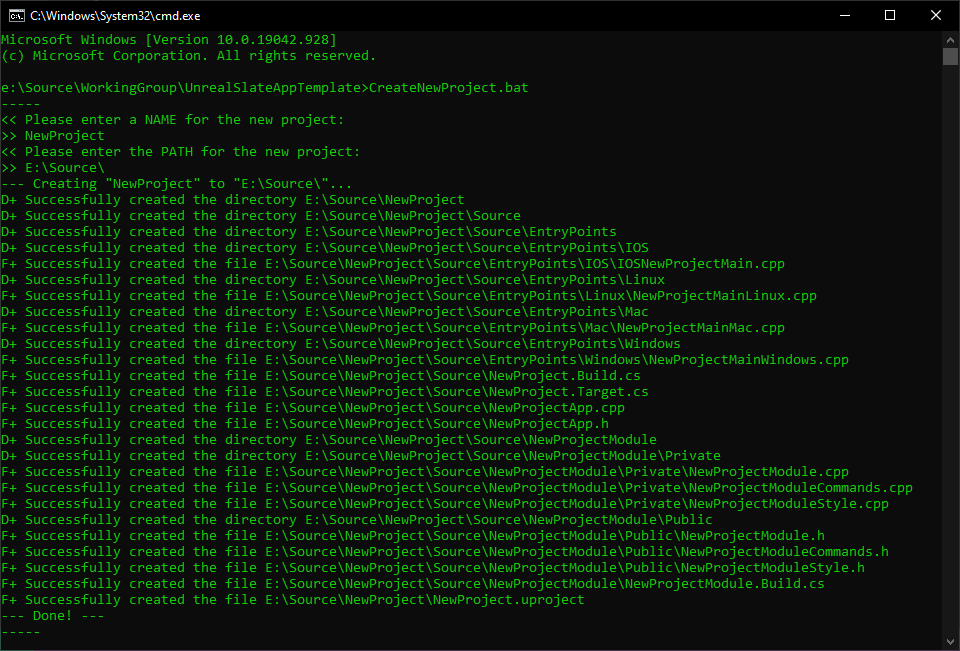 C:\Windows\System32\cmd.exe
Microsoft Windows [Version 10.0.19042.928]
(c) Microsoft Corporation. All rights reserved.
e:\Source\WorkingGroup\UnrealSlateAppTemplate>CreateNewProject.bat
-----
<< Please enter a NAME for the new project:
>> NewProject
<< Please enter the PATH for the new project:
>> E:\Source\
--- Creating "NewProject" to "E:\Source\"...
D+ Successfully created the directory E:\Source\NewProject
D+ Successfully created the directory E:\Source\NewProject\Source
D+ Successfully created the directory E:\Source\NewProject\Source\EntryPoints
D+ Successfully created the directory E:\Source\NewProject\Source\EntryPoints\IOS
F+ Successfully created the file E:\Source\NewProject\Source\EntryPoints\IOS\IOSNewProjectMain.cpp
D+ Successfully created the directory E:\Source\NewProject\Source\EntryPoints\Linux
F+ Successfully created the file E:\Source\NewProject\Source\EntryPoints\Linux\NewProjectMainLinux.cpp
D+ Successfully created the directory E:\Source\NewProject\Source\EntryPoints\Mac
F+ Successfully created the file E:\Source\NewProject\Source\EntryPoints\Mac\NewProjectMainMac.cpp
D+ Successfully created the directory E:\Source\NewProject\Source\EntryPoints\Windows
F+ Successfully created the file E:\Source\NewProject\Source\EntryPoints\Windows\NewProjectMainWindows.cpp
F+ Successfully created the file E:\Source\NewProject\Source\NewProject.Build.cs
F+ Successfully created the file E:\Source\NewProject\Source\NewProject.Target.cs
F+ Successfully created the file E:\Source\NewProject\Source\NewProjectApp.cpp
F+ Successfully created the file E:\Source\NewProject\Source\NewProjectApp.h
D+ Successfully created the directory E:\Source\NewProject\Source\NewProjectModule
D+ Successfully created the directory E:\Source\NewProject\Source\NewProjectModule\Private
F+ Successfully created the file E:\Source\NewProject\Source\NewProjectModule\Private\NewProjectModule.cpp
F+ Successfully created the file E:\Source\NewProject\Source\NewProjectModule\Private\NewProjectModuleCommands.cpp
F+ Successfully created the file E:\Source\NewProject\Source\NewProjectModule\Private\NewProjectModuleStyle.cpp
D+ Successfully created the directory E:\Source\NewProject\Source\NewProjectModule\Public
F+ Successfully created the file E:\Source\NewProject\Source\NewProjectModule\Public\NewProjectModule.h
F+ Successfully created the file E:\Source\NewProject\Source\NewProjectModule\Public\NewProjectModuleCommands.h
F+ Successfully created the file E:\Source\NewProject\Source\NewProjectModule\Public\NewProjectModuleStyle.h
F+ Successfully created the file E:\Source\NewProject\Source\NewProjectModule\NewProjectModule.Build.cs
F+ Successfully created the file E:\Source\NewProject\NewProject.uproject
--- Done! ---
-----